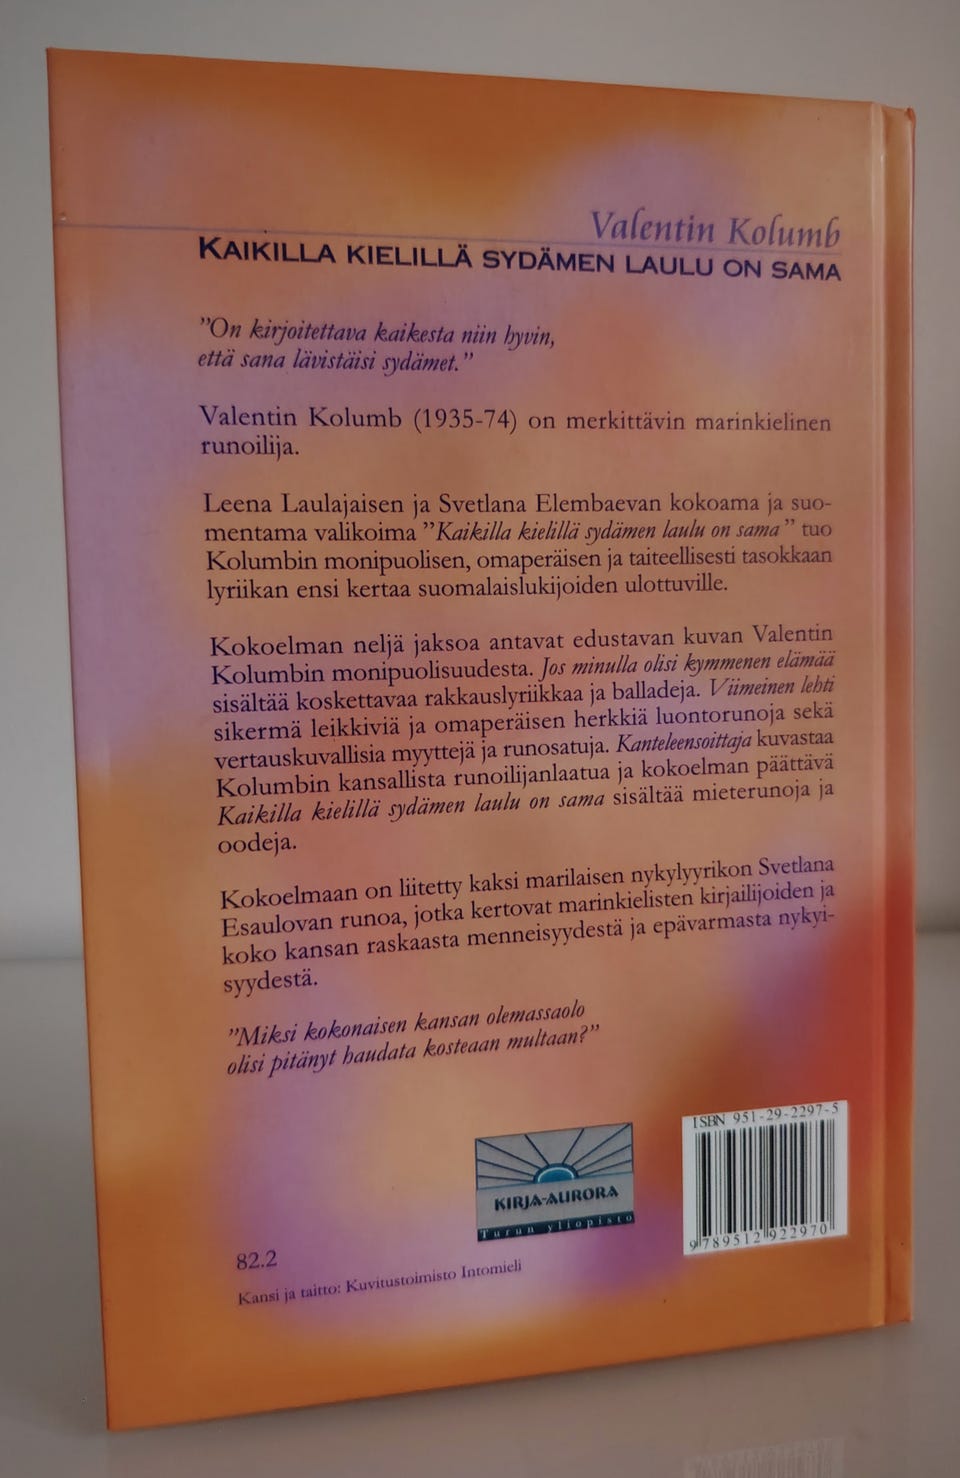 Valentin Kolumb
KAIKILLA KIELILLÄ SYDÄMEN LAULU ON SAMA
”On kirjoitettava kaikesta niin hyvin,
että sana lävistäisi sydämet.”
Valentin Kolumb (1935-74) on merkittävin marinkielinen
runoilija.
Leena Laulajaisen ja Svetlana Elembaevan kokoama ja suo-
mentama valikoima ”Kaikilla kielillä sydämen laulu on sama” tuo
Kolumbin monipuolisen, omaperäisen ja taiteellisesti tasokkaan
lyriikan ensi kertaa suomalaislukijoiden ulottuville.
Kokoelman neljä jaksoa antavat edustavan kuvan Valentin
Kolumbin monipuolisuudesta. Jos minulla olisi kymmenen elämää
sisältää koskettavaa rakkauslyriikkaa ja balladeja. Viimeinen lehti
sikermä leikkiviä ja omaperäisen herkkiä luontorunoja sekä
vertauskuvallisia myyttejä ja runosatuja. Kanteleensoittaja kuvastaa
Kolumbin kansallista runoilijanlaatua ja kokoelman päättävä
Kaikilla kielillä sydämen laulu on sama sisältää mieterunoja ja
oodeja.
Kokoelmaan on liitetty kaksi marilaisen nykylyyrikon Svetlana
Esaulovan runoa, jotka kertovat marinkielisten kirjailijoiden ja
koko kansan raskaasta menneisyydestä ja epävarmasta nykyi-
syydestä.
”Miksi kokonaisen kansan olemassaolo
olisi pitänyt haudata kosteaan multaan?”
ISBN 951-29-2297-5
KIRJA-AURORA
Turun yliopisto
9 789512 922970
82.2
Kansi ja taitto: Kuvitustoimisto Intomieli